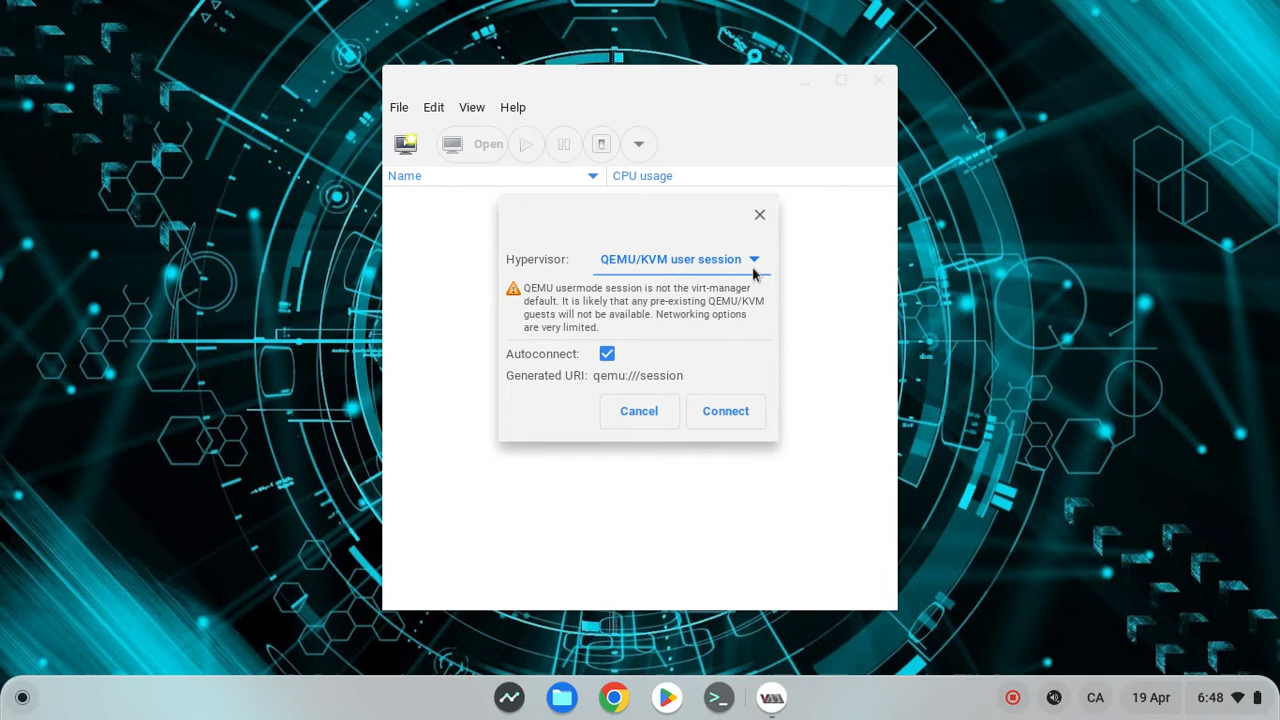 File Edit View Help
Open
Name CPU usage
Hypervisor: QEMU/KVM user session
QEMU usermode session is not the virt-manager
default. It is likely that any pre-existing QEMU/KVM
guests will not be available. Networking options
are very limited.
Autoconnect:
Generated URI: qemu:///session
Cancel Connect
CA 19 Apr 6:48